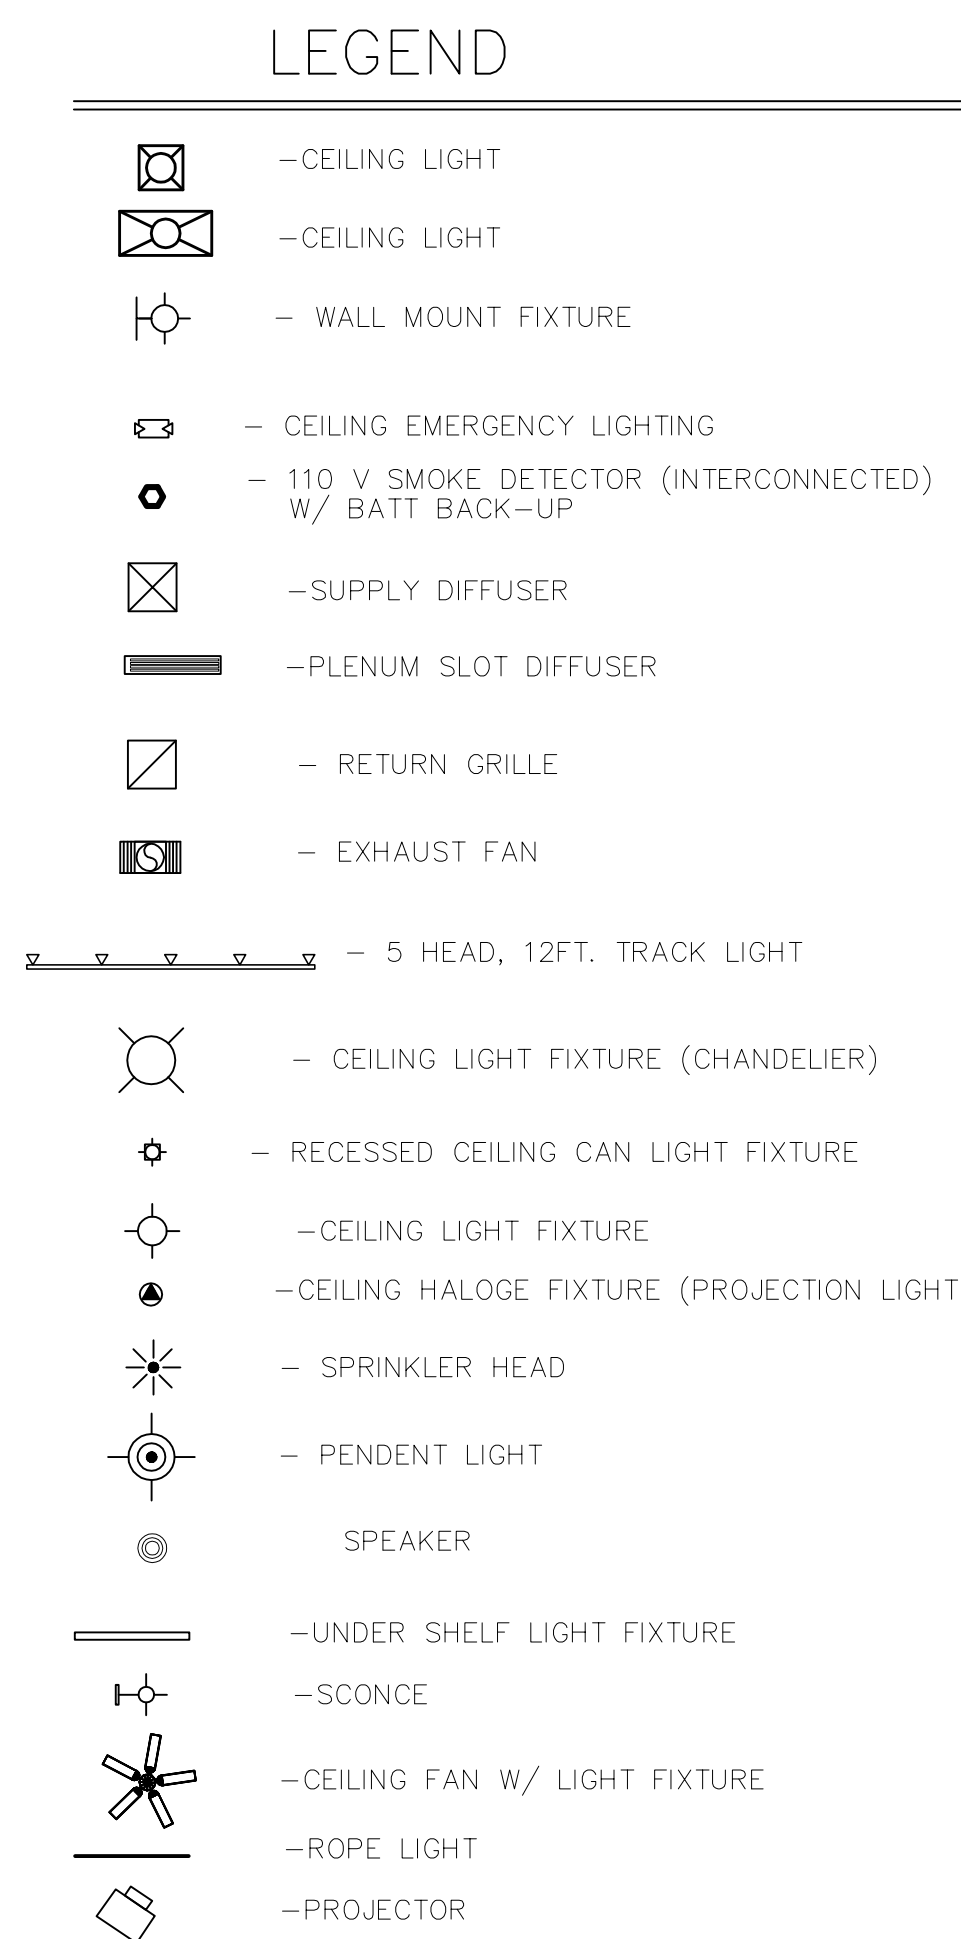 LEGEND
-CEILING LIGHT
-CEILING LIGHT
- WALL MOUNT FIXTURE
- CEILING EMERGENCY LIGHTING
- 110 V SMOKE DETECTOR (INTERCONNECTED)
W/ BATT BACK-UP
-SUPPLY DIFFUSER
-PLENUM SLOT DIFFUSER
- RETURN GRILLE
- EXHAUST FAN
- 5 HEAD, 12FT. TRACK LIGHT
- CEILING LIGHT FIXTURE (CHANDELIER)
- RECESSED CEILING CAN LIGHT FIXTURE
-CEILING LIGHT FIXTURE
-CEILING HALOGE FIXTURE (PROJECTION LIGHT
- SPRINKLER HEAD
- PENDENT LIGHT
SPEAKER
-UNDER SHELF LIGHT FIXTURE
-SCONCE
-CEILING FAN W/ LIGHT FIXTURE
-ROPE LIGHT
-PROJECTOR